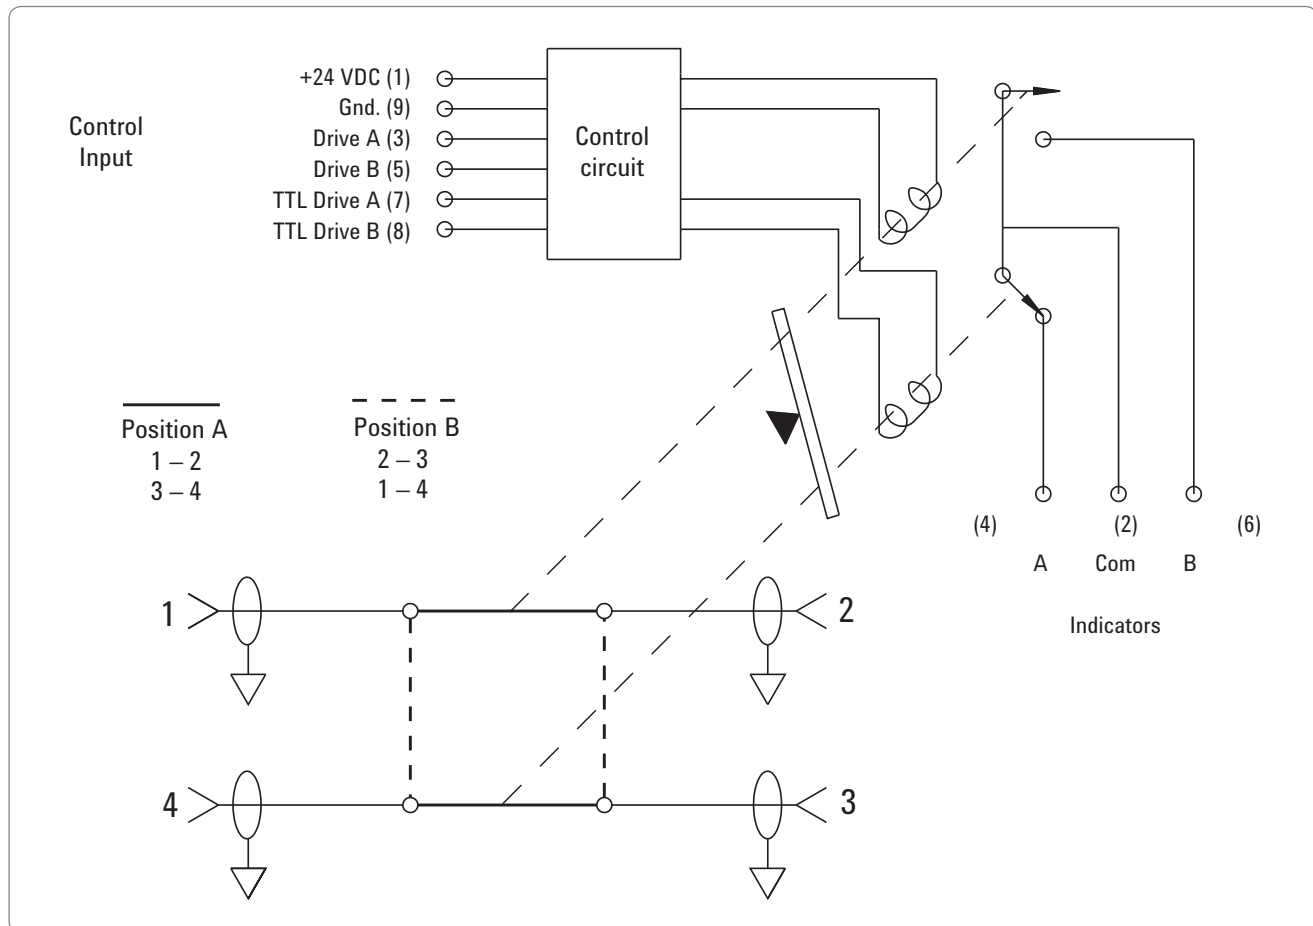 Control
Input
+24 VDC (1)
Gnd. (9)
Drive A (3)
Drive B (5)
TTL Drive A (7)
TTL Drive B (8)
Control
circuit
Position A
1 – 2
3 – 4
Position B
2 – 3
1 – 4
(4) (2) (6)
A Com B
Indicators
1 2
4 3